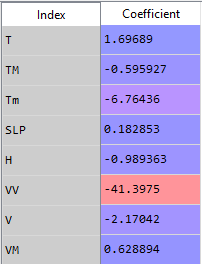 Index Coefficient
T 1.69689
TM -0.595927
Tm -6.76436
SLP 0.182853
H -0.989363
VV -41.3975
V -2.17042
VM 0.628894